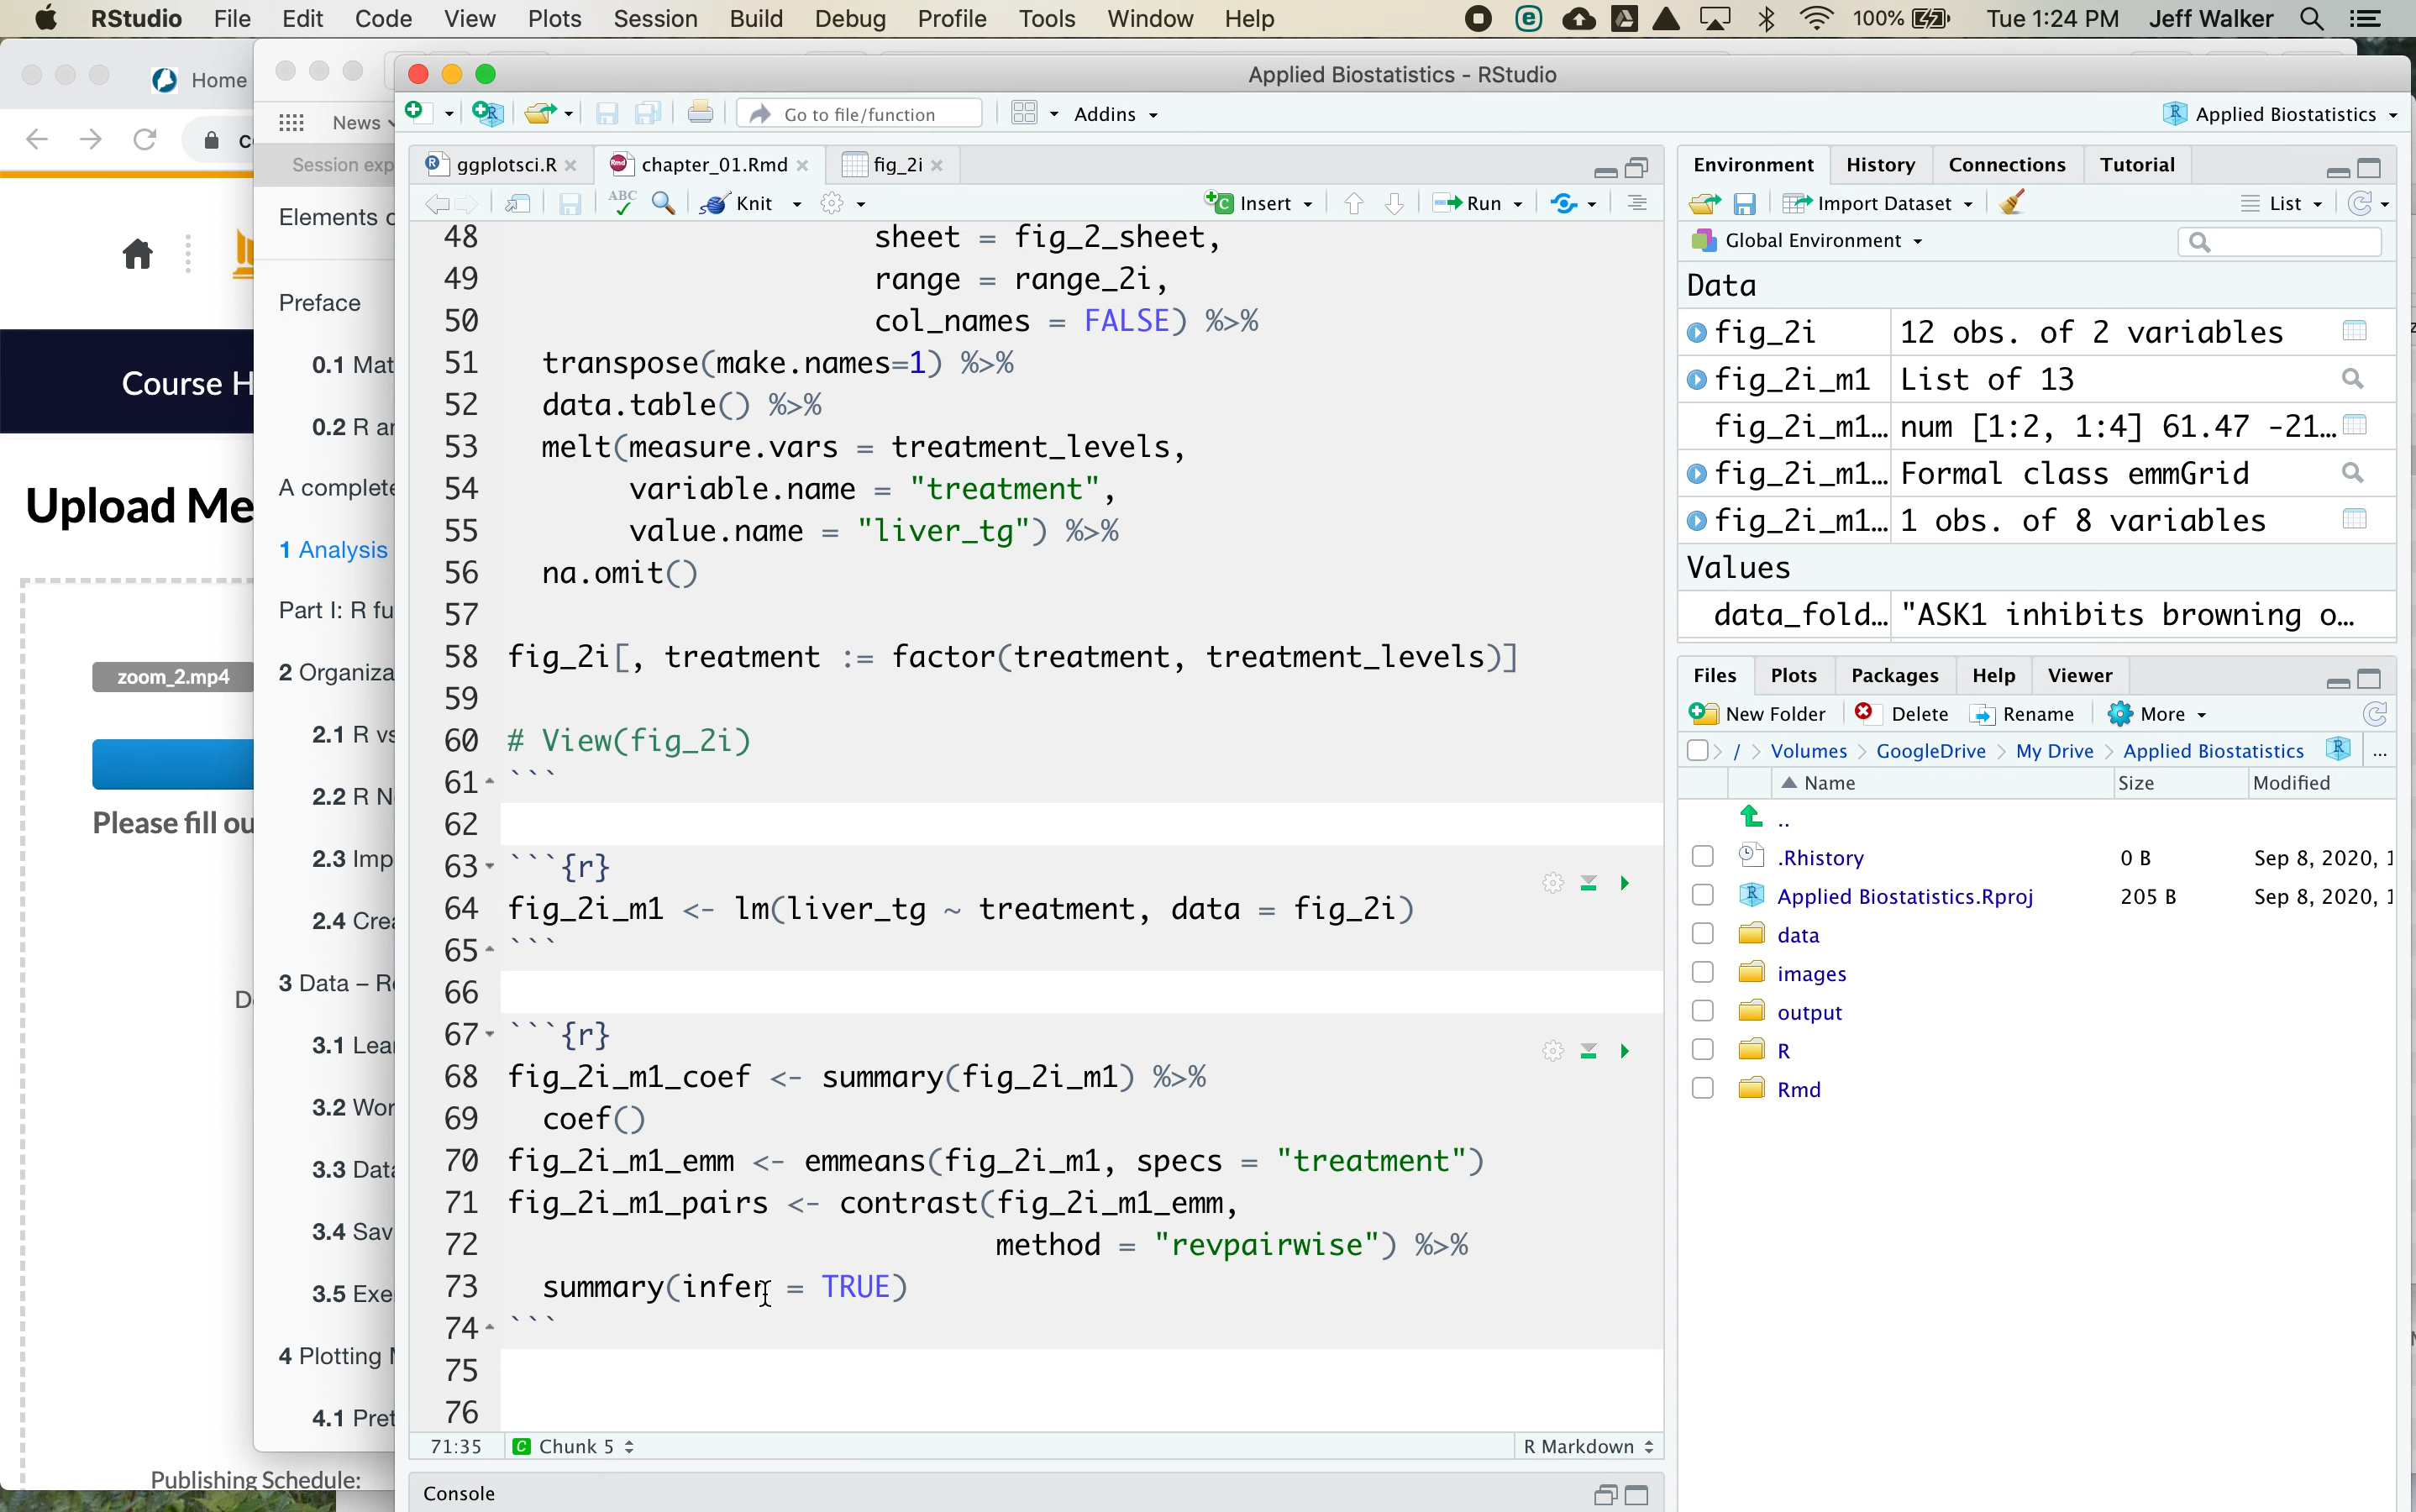 RStudio File Edit Code View Plots Session Build Debug Profile Tools Window Help 100% Tue 1:24 PM Jeff Walker
Home
News
Session exp
Elements
Preface
0.1 Mat
0.2 R
A complete
1 Analysis
Part I: R fu
2 Organiza
2.1 R vs
2.2 R
2.3 Imp
2.4 Crea
3 Data – R
3.1 Lea
3.2 Wor
3.3 Data
3.4 Sav
3.5 Exe
4 Plotting
4.1 Pret
Course H
Upload Me
zoom_2.mp4
Please fill ou
Publishing Schedule:
Applied Biostatistics - RStudio
Go to file/function
Addins
Applied Biostatistics
ggplotsci.R
chapter_01.Rmd
fig_2i
ABC
Knit
Insert
Run
48 sheet = fig_2_sheet,
49 range = range_2i,
50 col_names = FALSE) %>%
51 transpose(make.names=1) %>%
52 data.table() %>%
53 melt(measure.vars = treatment_levels,
54 variable.name = "treatment",
55 value.name = "liver_tg") %>%
56 na.omit()
57
58 fig_2i[, treatment := factor(treatment, treatment_levels)]
59
60 # View(fig_2i)
61 ```
62
63 ```{r}
64 fig_2i_m1 <- lm(liver_tg ~ treatment, data = fig_2i)
65 ```
66
67 ```{r}
68 fig_2i_m1_coef <- summary(fig_2i_m1) %>%
69 coef()
70 fig_2i_m1_emm <- emmeans(fig_2i_m1, specs = "treatment")
71 fig_2i_m1_pairs <- contrast(fig_2i_m1_emm,
72 method = "revpairwise") %>%
73 summary(infer = TRUE)
74 ```
75
76
71:35 Chunk 5 R Markdown
Console
Environment History Connections Tutorial
Import Dataset List
Global Environment
Data
fig_2i 12 obs. of 2 variables
fig_2i_m1 List of 13
fig_2i_m1… num [1:2, 1:4] 61.47 -21…
fig_2i_m1… Formal class emmGrid
fig_2i_m1… 1 obs. of 8 variables
Values
data_fold… "ASK1 inhibits browning o…
Files Plots Packages Help Viewer
New Folder Delete Rename More
/ Volumes GoogleDrive My Drive Applied Biostatistics ...
Name Size Modified
..
.Rhistory 0 B Sep 8, 2020, 1
Applied Biostatistics.Rproj 205 B Sep 8, 2020, 1
data
images
output
R
Rmd